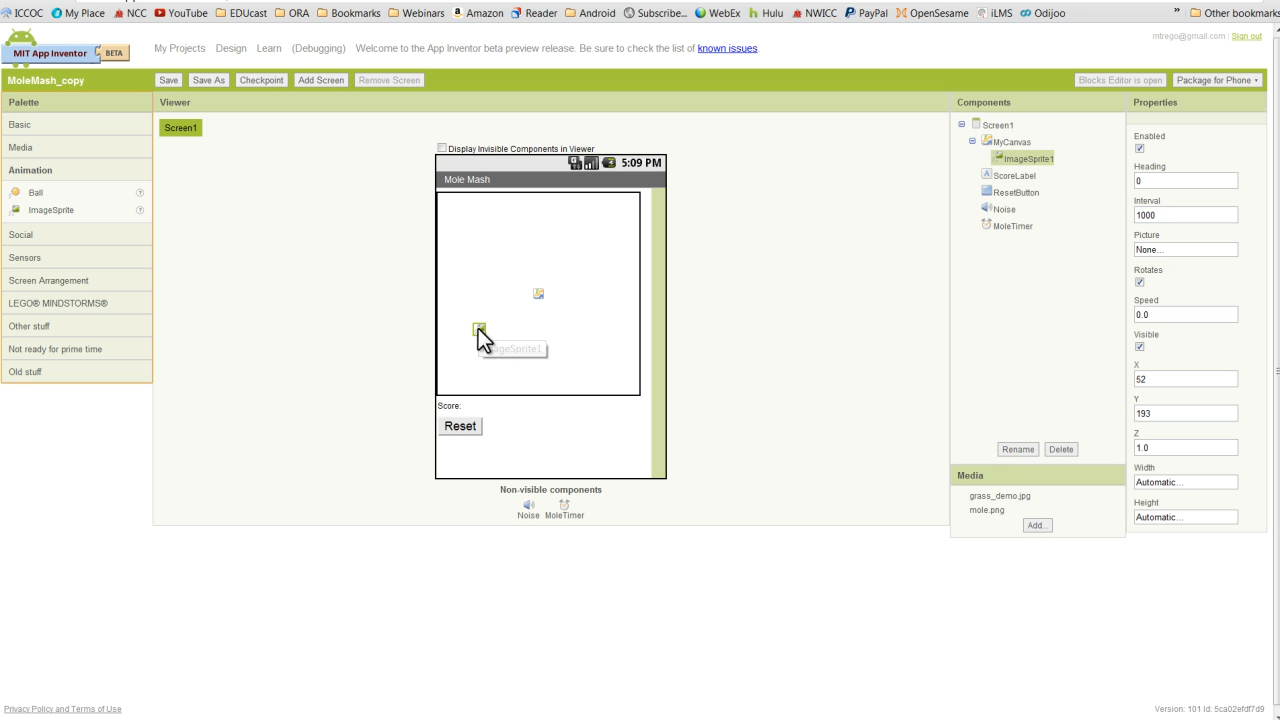 ICCOC My Place NCC YouTube EDUcast ORA Bookmarks Webinars Amazon Reader Android Subscribe... WebEx Hulu NWICC PayPal OpenSesame iLMS Odijoo » Other bookmarks
mtrego@gmail.com | Sign out
MIT App Inventor BETA My Projects Design Learn (Debugging) Welcome to the App Inventor beta preview release. Be sure to check the list of known issues.
MoleMash_copy Save Save As Checkpoint Add Screen Remove Screen Blocks Editor is open Package for Phone
Palette
Basic
Media
Animation
Ball
ImageSprite
Social
Sensors
Screen Arrangement
LEGO® MINDSTORMS®
Other stuff
Not ready for prime time
Old stuff
Viewer
Screen1
Display Invisible Components in Viewer
5:09 PM
Mole Mash
ImageSprite1
Score:
Reset
Non-visible components
Noise MoleTimer
Components
Screen1
MyCanvas
ImageSprite1
ScoreLabel
ResetButton
Noise
MoleTimer
Rename Delete
Media
grass_demo.jpg
mole.png
Add...
Properties
Enabled
Heading
0
Interval
1000
Picture
None...
Rotates
Speed
0.0
Visible
X
52
Y
193
Z
1.0
Width
Automatic...
Height
Automatic...
Privacy Policy and Terms of Use
Version: 101 Id: 5ca02efdf7d9